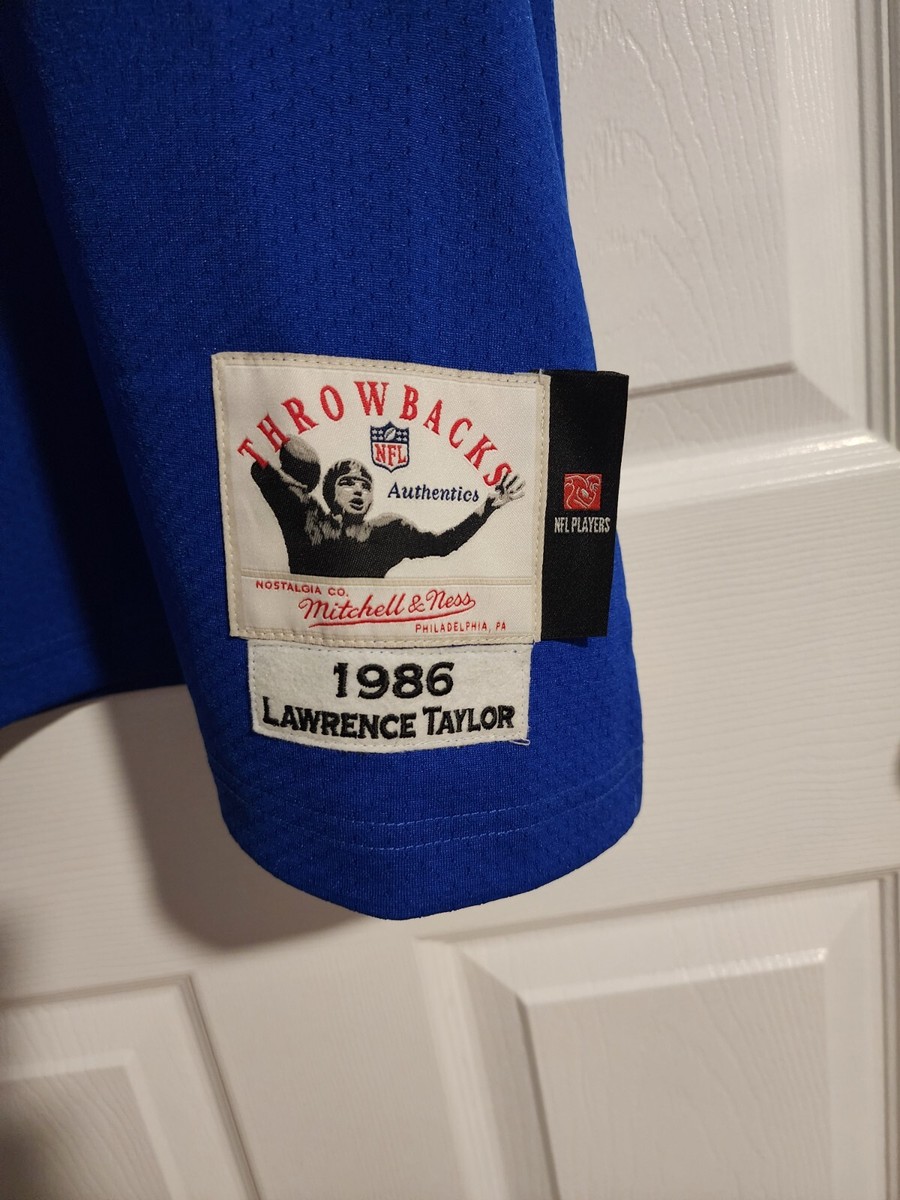 THROWBACKS
NFL
Authentics
NFL PLAYERS
NOSTALGIA CO.
Mitchell & Ness
PHILADELPHIA, PA
1986
LAWRENCE TAYLOR